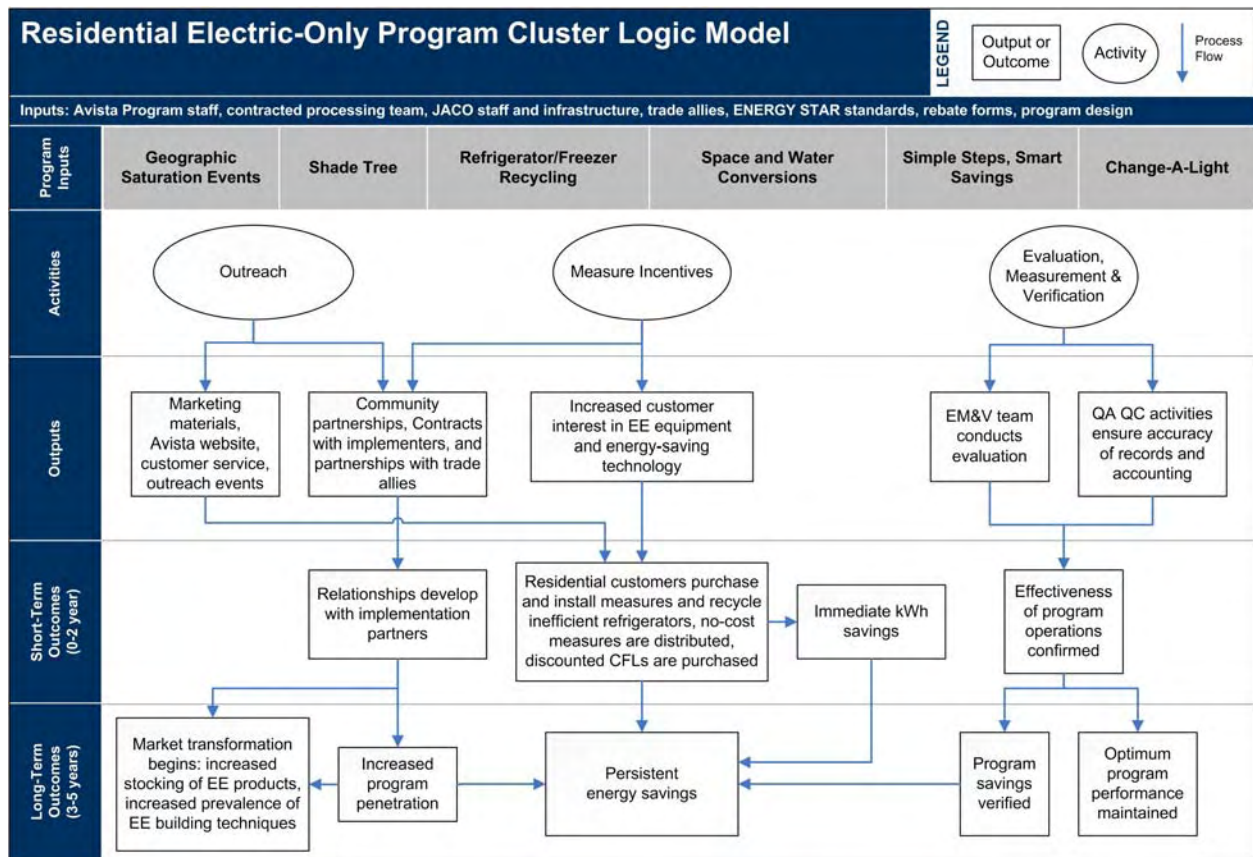 Residential Electric-Only Program Cluster Logic Model
LEGEND
Output or
Outcome
Activity
Process
Flow
Inputs: Avista Program staff, contracted processing team, JACO staff and infrastructure, trade allies, ENERGY STAR standards, rebate forms, program design
Program
Inputs
Geographic
Saturation Events
Shade Tree
Refrigerator/Freezer
Recycling
Space and Water
Conversions
Simple Steps, Smart
Savings
Change-A-Light
Activities
Outreach
Measure Incentives
Evaluation,
Measurement &
Verification
Outputs
Marketing
materials,
Avista website,
customer service,
outreach events
Community
partnerships, Contracts
with implementers, and
partnerships with trade
allies
Increased customer
interest in EE equipment
and energy-saving
technology
EM&V team
conducts
evaluation
QA QC activities
ensure accuracy
of records and
accounting
Short-Term
Outcomes
(0-2 year)
Relationships develop
with implementation
partners
Residential customers purchase
and install measures and recycle
inefficient refrigerators, no-cost
measures are distributed,
discounted CFLs are purchased
Immediate kWh
savings
Effectiveness
of program
operations
confirmed
Long-Term
Outcomes
(3-5 years)
Market transformation
begins: increased
stocking of EE products,
increased prevalence of
EE building techniques
Increased
program
penetration
Persistent
energy savings
Program
savings
verified
Optimum
program
performance
maintained